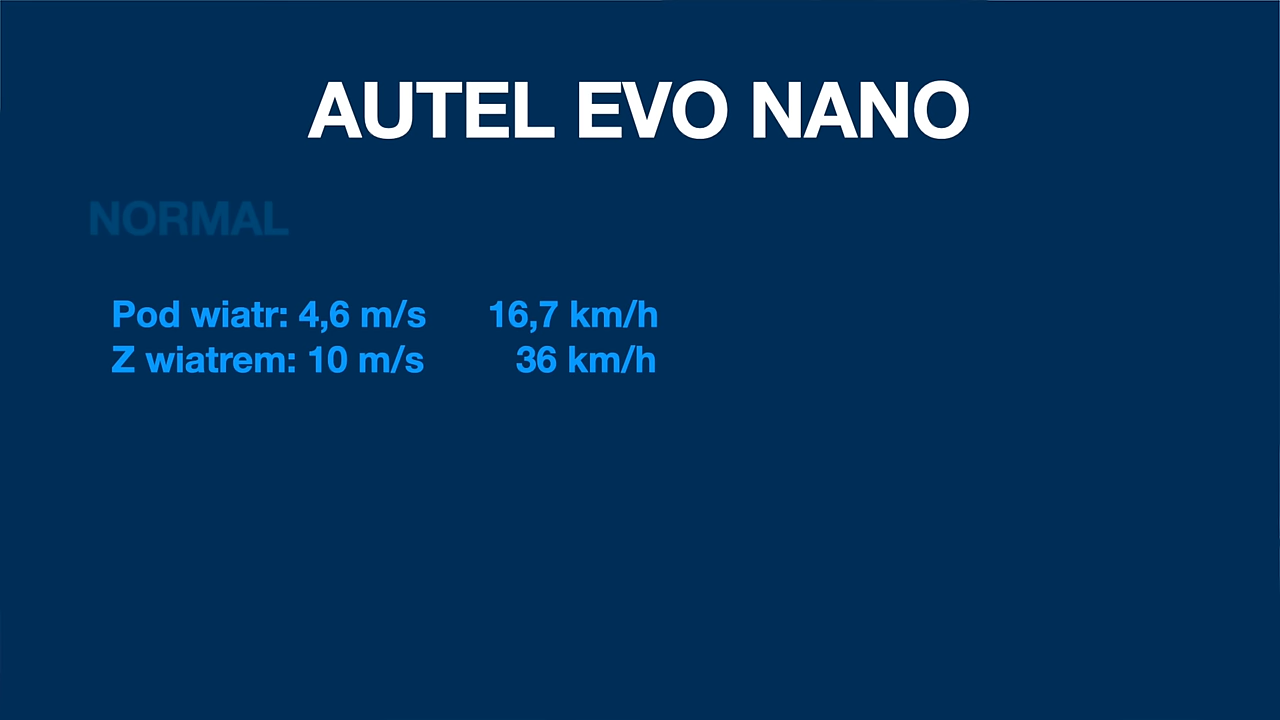 AUTEL EVO NANO
NORMAL
Pod wiatr: 4,6 m/s 16,7 km/h
Z wiatrem: 10 m/s 36 km/h